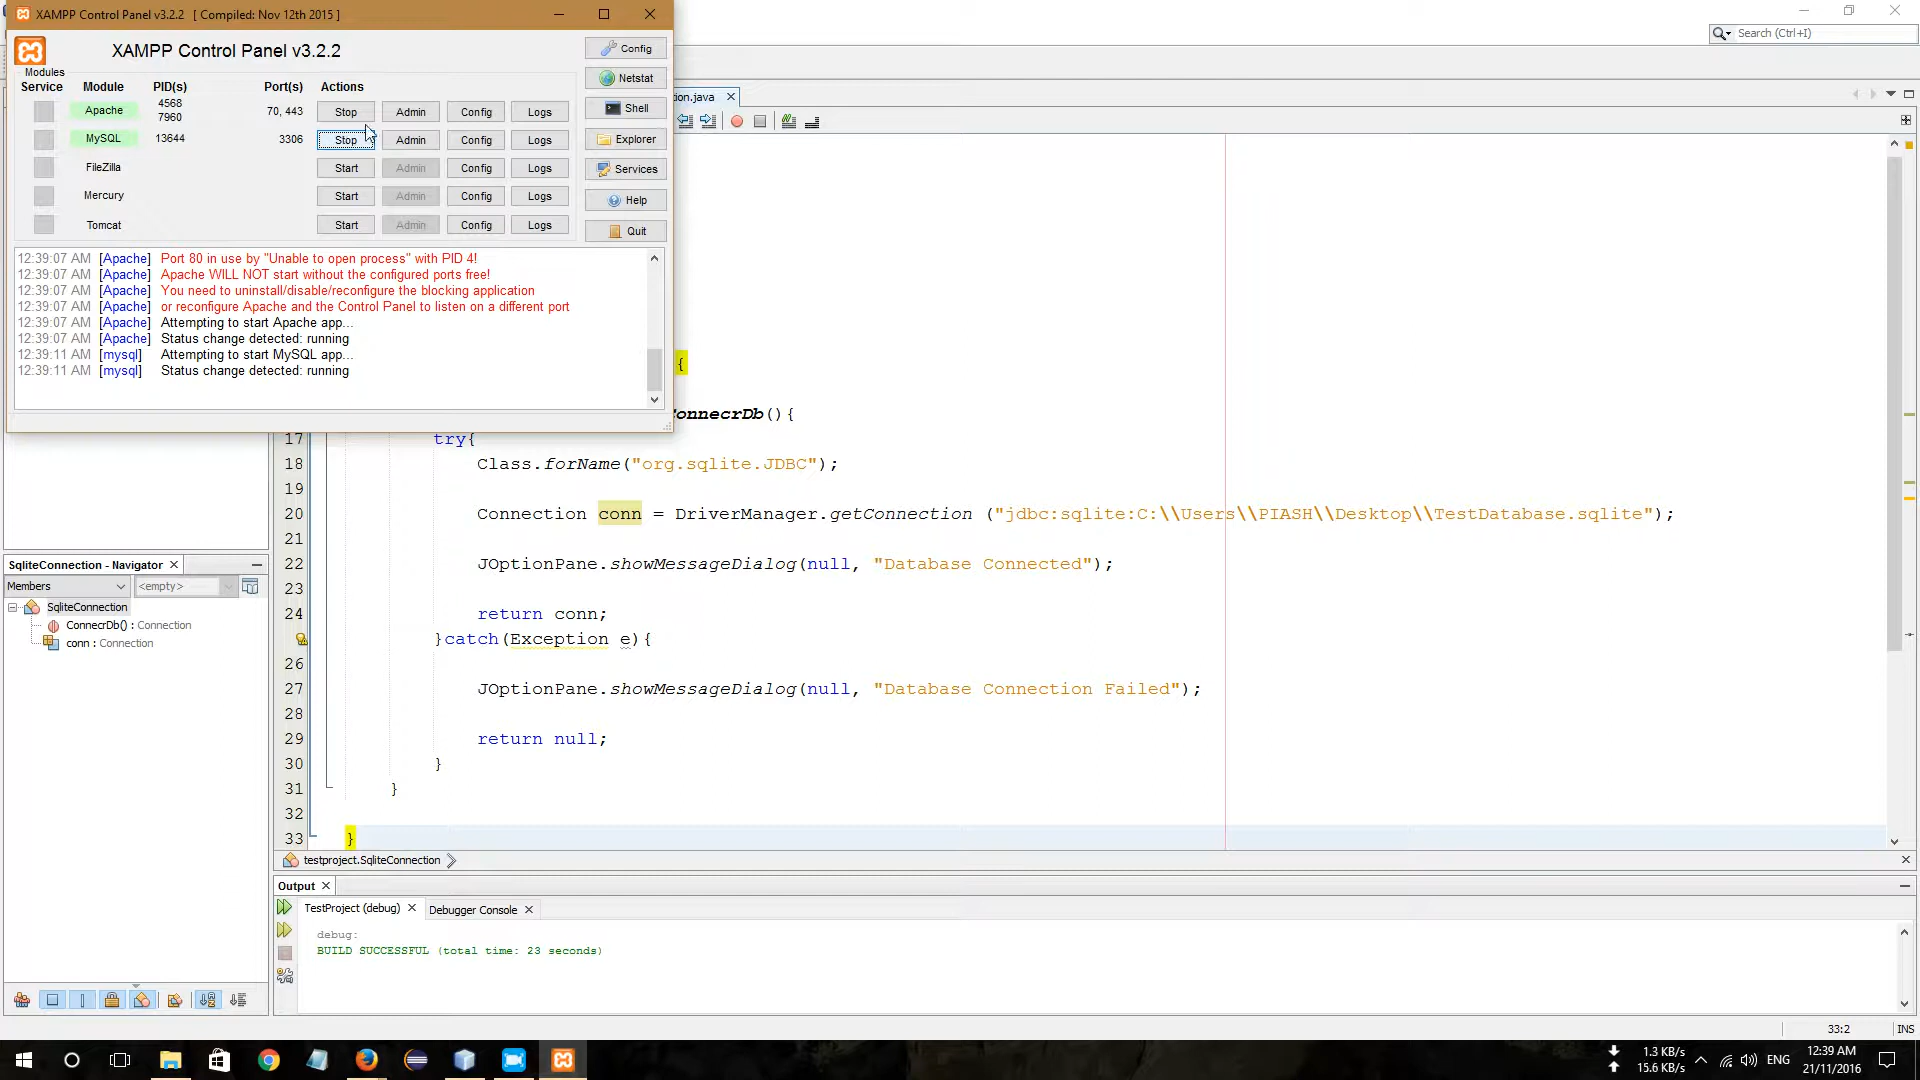 XAMPP Control Panel v3.2.2 [ Compiled: Nov 12th 2015 ]
XAMPP Control Panel v3.2.2
Config
Modules
Service Module PID(s) Port(s) Actions
Netstat
Apache 4568 7960 70, 443 Stop Admin Config Logs
Shell
MySQL 13644 3306 Stop Admin Config Logs
Explorer
FileZilla Start Admin Config Logs
Services
Mercury Start Admin Config Logs
Help
Tomcat Start Admin Config Logs
Quit
12:39:07 AM [Apache] Port 80 in use by "Unable to open process" with PID 4!
12:39:07 AM [Apache] Apache WILL NOT start without the configured ports free!
12:39:07 AM [Apache] You need to uninstall/disable/reconfigure the blocking application
12:39:07 AM [Apache] or reconfigure Apache and the Control Panel to listen on a different port
12:39:07 AM [Apache] Attempting to start Apache app...
12:39:07 AM [Apache] Status change detected: running
12:39:11 AM [mysql] Attempting to start MySQL app...
12:39:11 AM [mysql] Status change detected: running
Search (Ctrl+I)
ion.java
{
onnecrDb(){
17 try{
18 Class.forName("org.sqlite.JDBC");
19
20 Connection conn = DriverManager.getConnection ("jdbc:sqlite:C:\\Users\\PIASH\\Desktop\\TestDatabase.sqlite");
21
22 JOptionPane.showMessageDialog(null, "Database Connected");
23
24 return conn;
}catch(Exception e){
26
27 JOptionPane.showMessageDialog(null, "Database Connection Failed");
28
29 return null;
30 }
31 }
32
33 }
SqliteConnection - Navigator
Members <empty>
SqliteConnection
ConnecrDb() : Connection
conn : Connection
testproject.SqliteConnection
Output
TestProject (debug) Debugger Console
debug:
BUILD SUCCESSFUL (total time: 23 seconds)
33:2 INS
1.3 KB/s
15.6 KB/s
ENG
12:39 AM
21/11/2016